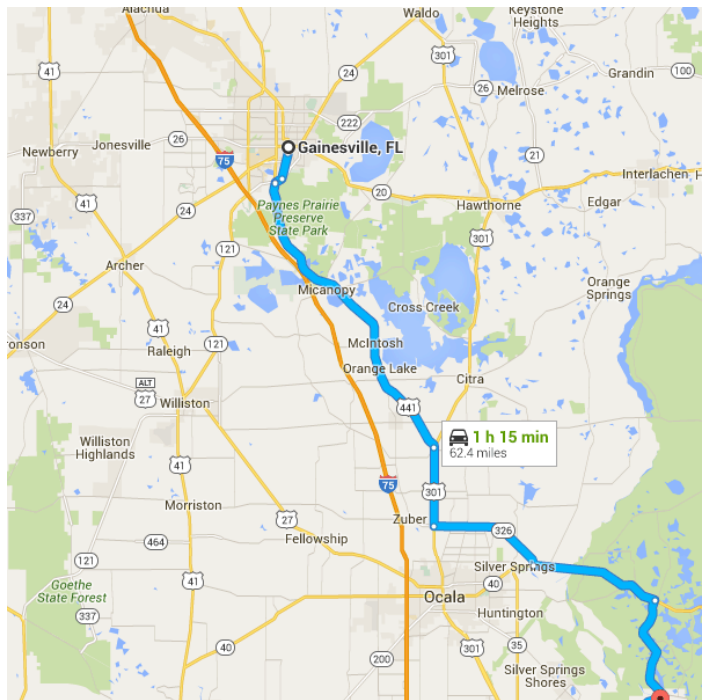 Alachua
Waldo
Keystone
Heights
41
301
24
100
Grandin
26
Melrose
222
Jonesville
26
Gainesville, FL
Newberry
75
21
Interlachen, H
41
20
24
Hawthorne
Edgar
337
Paynes Prairie
Preserve
State Park
121
301
Archer
Micanopy
Orange
Springs
Cross Creek
24
41
McIntosh
ronson
Raleigh
121
Orange Lake
Citra
ALT
27
Williston
441
Williston
Highlands
1 h 15 min
62.4 miles
41
75
301
Morriston
27
Zuber
326
464
Fellowship
121
Silver Springs
41
40
Goethe
State Forest
Ocala
Huntington
337
40
301
35
200
Silver Springs
Shores